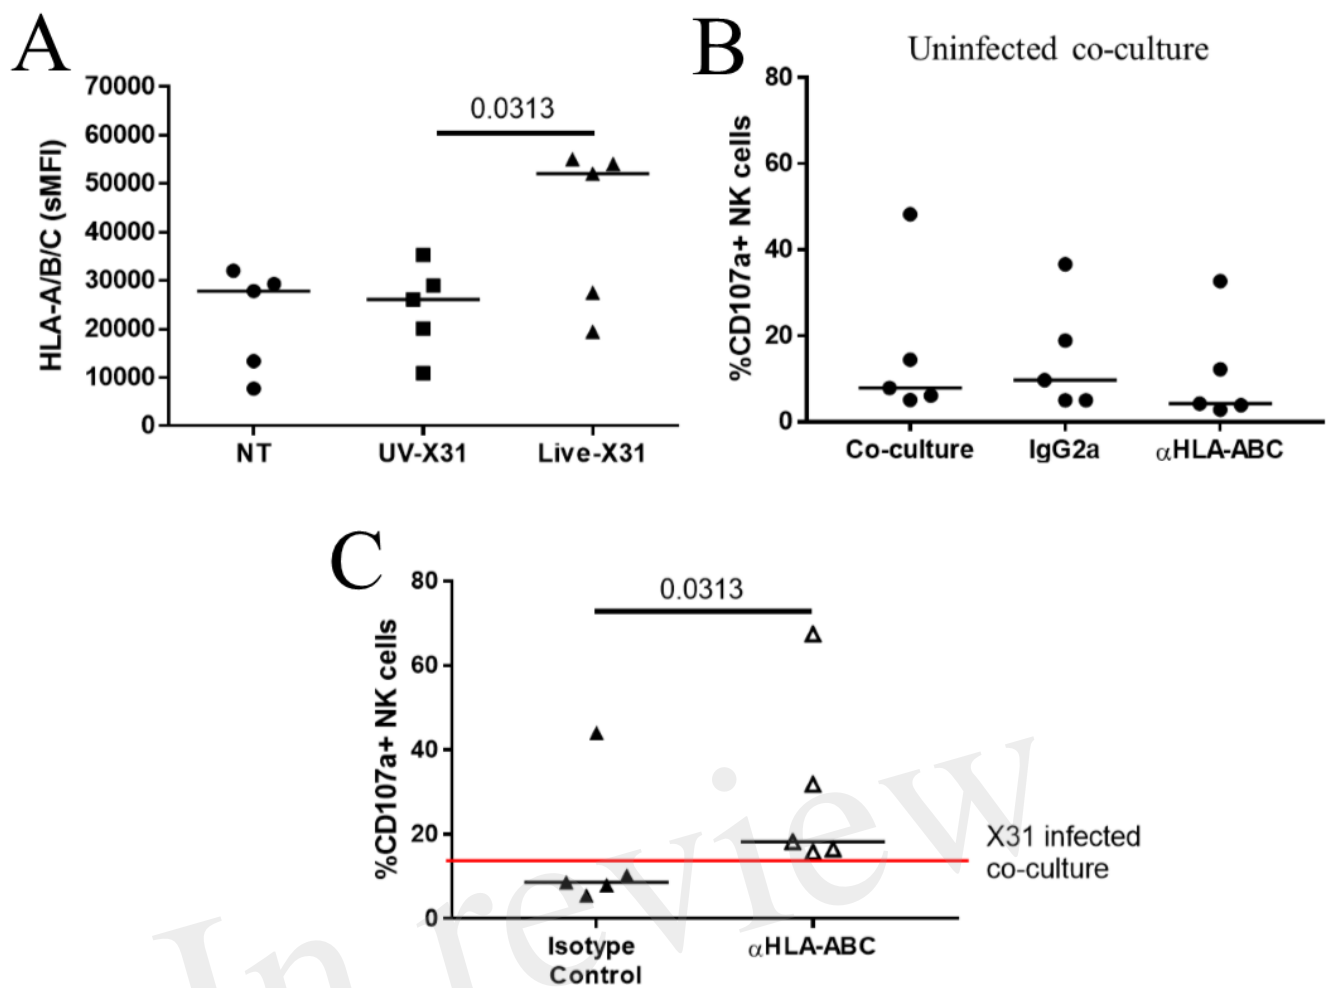 A
70000
60000
50000
40000
30000
20000
10000
0
HLA-A/B/C (sMFI)
0.0313
NT
UV-X31
Live-X31
B
Uninfected co-culture
80
60
40
20
0
%CD107a+ NK cells
Co-culture
IgG2a
αHLA-ABC
C
80
60
40
20
0
%CD107a+ NK cells
0.0313
X31 infected
co-culture
Isotype
Control
αHLA-ABC
In review